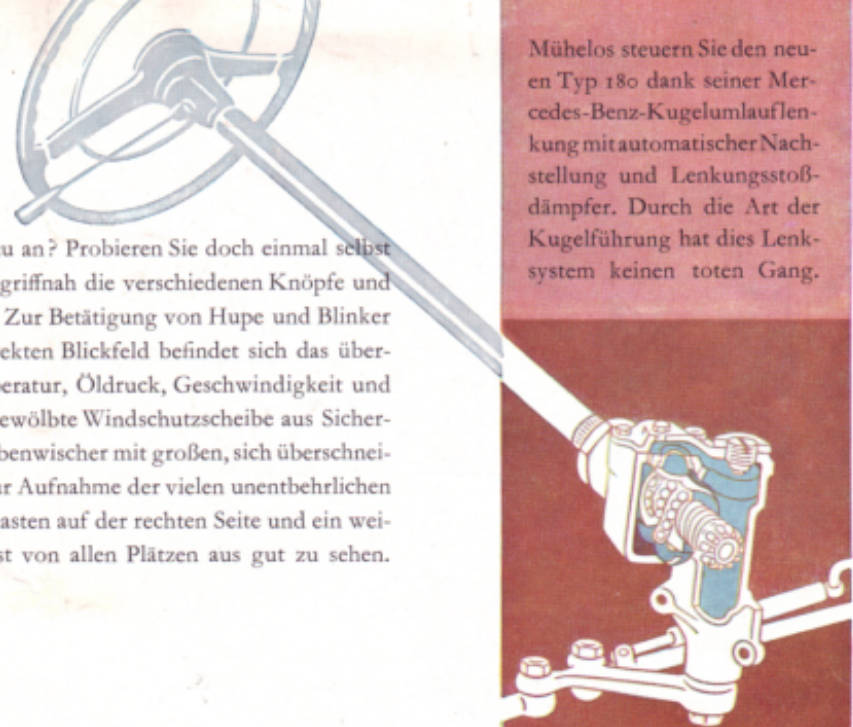 zu an? Probieren Sie doch einmal selbst
griffnah die verschiedenen Knöpfe und
Zur Betätigung von Hupe und Blinker
ekten Blickfeld befindet sich das über-
peratur, Öldruck, Geschwindigkeit und
ewölbte Windschutzscheibe aus Sicher-
benwischer mit großen, sich überschnei-
ur Aufnahme der vielen unentbehrlichen
asten auf der rechten Seite und ein wei-
st von allen Plätzen aus gut zu sehen.
Mühelos steuern Sie den neu-
en Typ 180 dank seiner Mer-
cedes-Benz-Kugelumlauflen-
kung mit automatischer Nach-
stellung und Lenkungsstoß-
dämpfer. Durch die Art der
Kugelführung hat dies Lenk-
system keinen toten Gang.